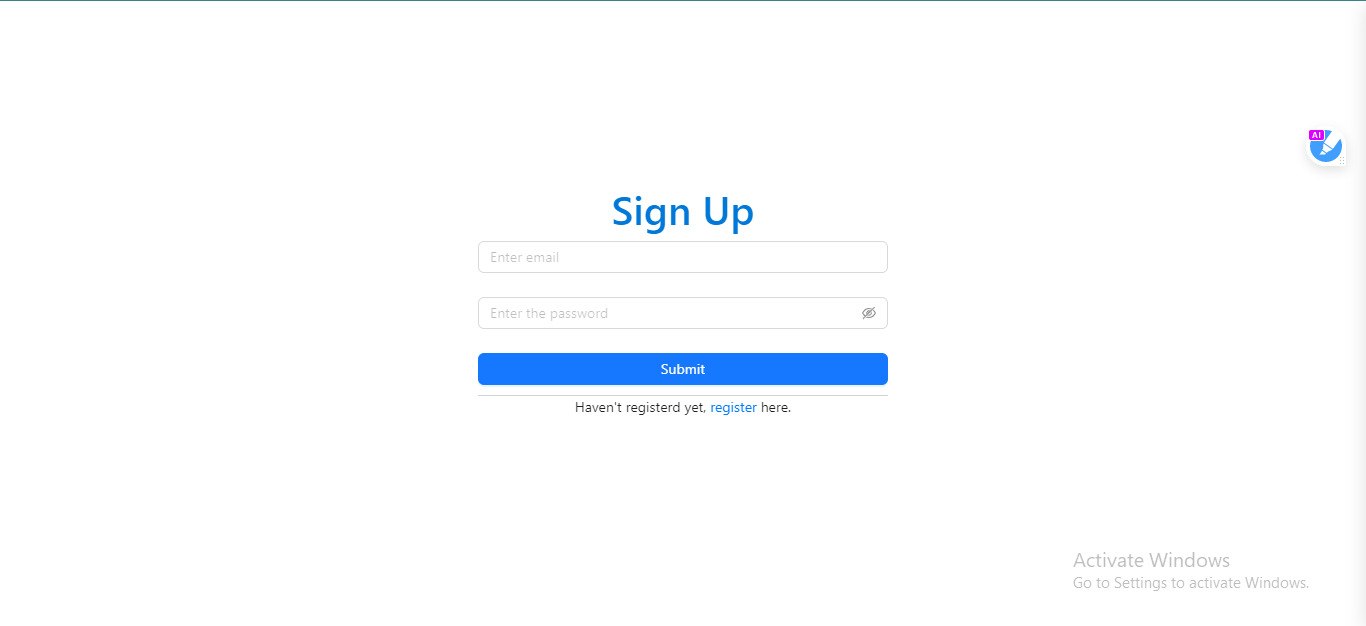 AI
Sign Up
Enter email
Enter the password
Submit
Haven't registerd yet, register here.
Activate Windows
Go to Settings to activate Windows.